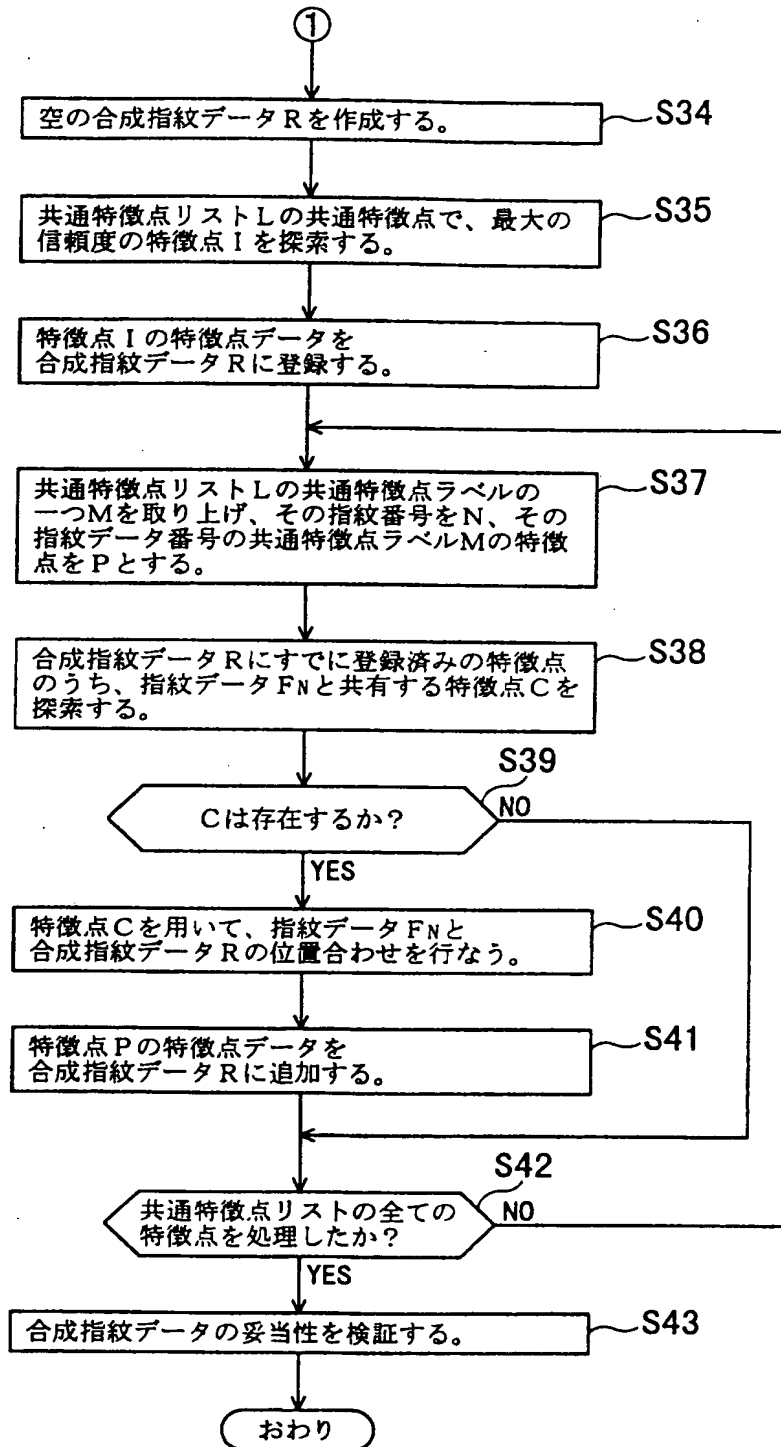 ①
空の合成指紋データRを作成する。
S34
共通特徴点リストLの共通特徴点で、最大の
信頼度の特徴点Iを探索する。
S35
特徴点Iの特徴点データを
合成指紋データRに登録する。
S36
共通特徴点リストLの共通特徴点ラベルの
一つMを取り上げ、その指紋番号をN、その
指紋データ番号の共通特徴点ラベルMの特徴
点をPとする。
S37
合成指紋データRにすでに登録済みの特徴点
のうち、指紋データFNと共有する特徴点Cを
探索する。
S38
S39
Cは存在するか?
NO
YES
特徴点Cを用いて、指紋データFNと
合成指紋データRの位置合わせを行なう。
S40
特徴点Pの特徴点データを
合成指紋データRに追加する。
S41
S42
共通特徴点リストの全ての
特徴点を処理したか?
NO
YES
合成指紋データの妥当性を検証する。
S43
おわり